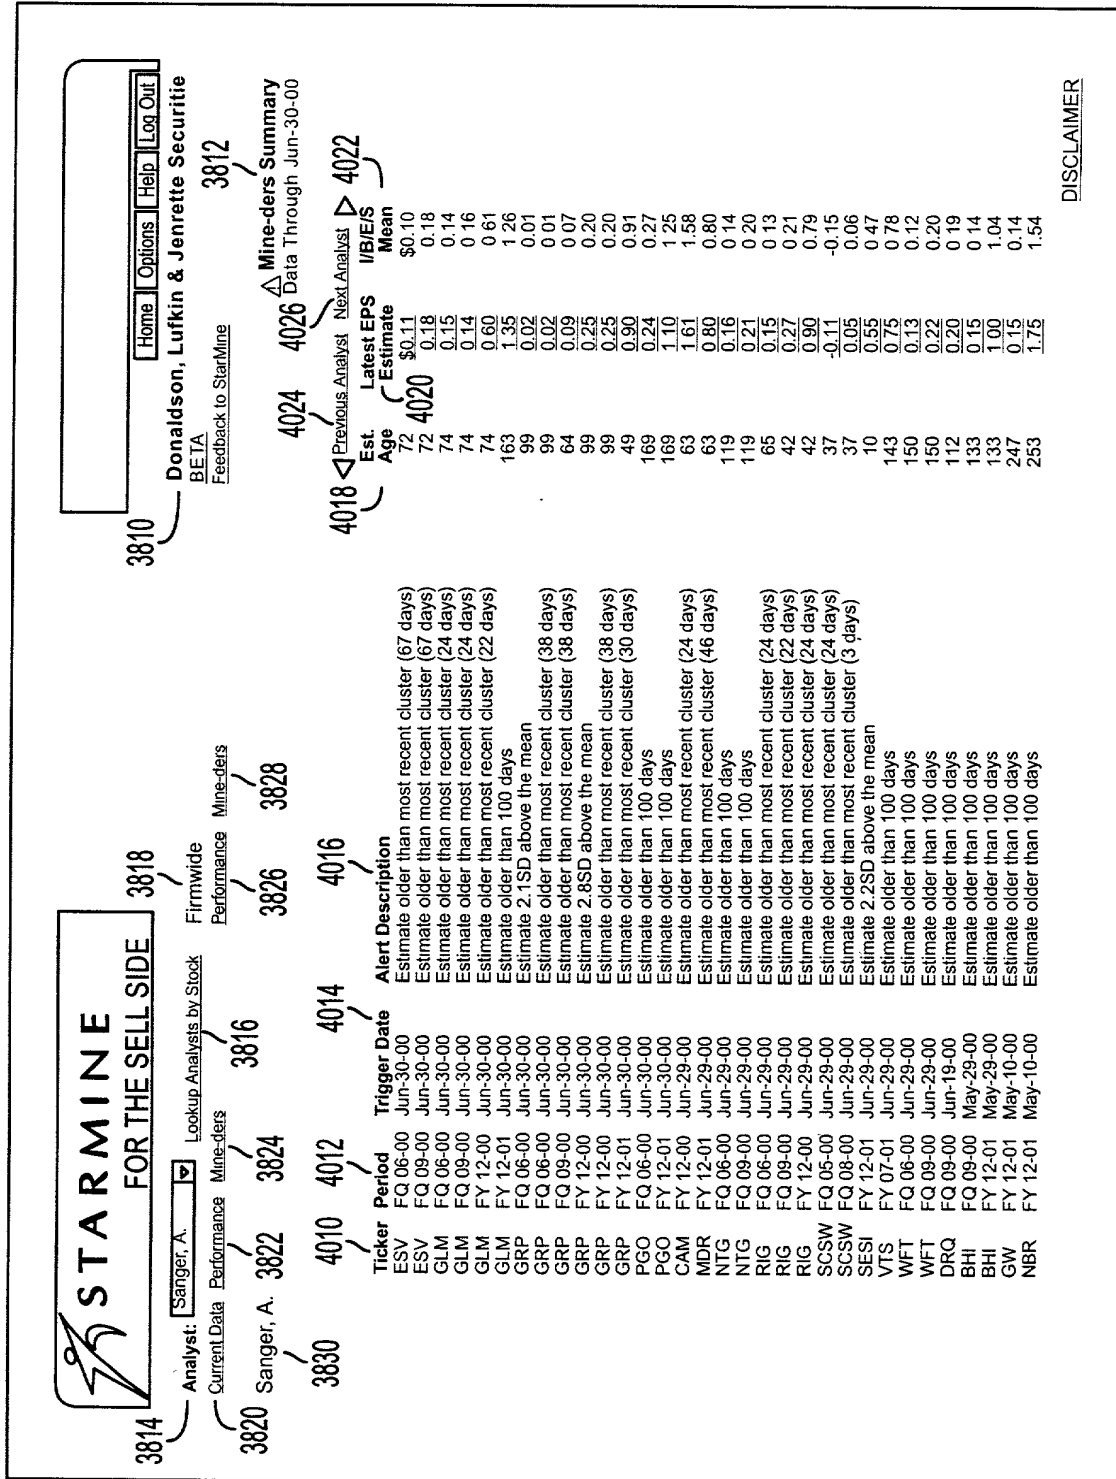 STARMINE
FOR THE SELL SIDE
Home Options Help Log Out
3810
Donaldson, Lufkin & Jenrette Securitie
BETA
Feedback to StarMine
3812
3814
Analyst: Sanger, A.
Lookup Analysts by Stock
3816
3818
Firmwide
Current Data Performance Mine-ders
Performance Mine-ders
3820 3822 3824 3826 3828
Sanger, A.
3830
Mine-ders Summary
Data Through Jun-30-00
4024 4026
Previous Analyst Next Analyst
4010 4012 4014 4016 4018 4020 4022
Ticker Period Trigger Date Alert Description Est. Age Latest EPS Estimate I/B/E/S Mean
ESV FQ 06-00 Jun-30-00 Estimate older than most recent cluster (67 days) 72 $0.11 $0.10
ESV FQ 09-00 Jun-30-00 Estimate older than most recent cluster (67 days) 72 0.18 0.18
GLM FQ 06-00 Jun-30-00 Estimate older than most recent cluster (24 days) 74 0.15 0.14
GLM FQ 09-00 Jun-30-00 Estimate older than most recent cluster (24 days) 74 0.14 0 16
GLM FY 12-00 Jun-30-00 Estimate older than most recent cluster (22 days) 74 0.60 0 61
GLM FY 12-01 Jun-30-00 Estimate older than 100 days 163 1.35 1 26
GRP FQ 06-00 Jun-30-00 Estimate 2.1SD above the mean 99 0.02 0.01
GRP FQ 06-00 Jun-30-00 Estimate older than most recent cluster (38 days) 99 0.02 0 01
GRP FQ 09-00 Jun-30-00 Estimate older than most recent cluster (38 days) 64 0.09 0 07
GRP FY 12-00 Jun-30-00 Estimate 2.8SD above the mean 99 0.25 0.20
GRP FY 12-00 Jun-30-00 Estimate older than most recent cluster (38 days) 99 0.25 0.20
GRP FY 12-01 Jun-30-00 Estimate older than most recent cluster (30 days) 49 0.90 0.91
PGO FQ 06-00 Jun-30-00 Estimate older than 100 days 169 0.24 0.27
PGO FY 12-01 Jun-30-00 Estimate older than 100 days 169 1.10 1.25
CAM FY 12-00 Jun-29-00 Estimate older than most recent cluster (24 days) 63 1.61 1.58
MDR FY 12-01 Jun-29-00 Estimate older than most recent cluster (46 days) 63 0.80 0.80
NTG FQ 06-00 Jun-29-00 Estimate older than 100 days 119 0.16 0 14
NTG FQ 09-00 Jun-29-00 Estimate older than 100 days 119 0.21 0 20
RIG FQ 06-00 Jun-29-00 Estimate older than most recent cluster (24 days) 65 0.15 0 13
RIG FQ 09-00 Jun-29-00 Estimate older than most recent cluster (22 days) 42 0.27 0 21
RIG FY 12-00 Jun-29-00 Estimate older than most recent cluster (24 days) 42 0.90 0.79
SCSW FQ 05-00 Jun-29-00 Estimate older than most recent cluster (24 days) 37 -0.11 -0.15
SCSW FQ 08-00 Jun-29-00 Estimate older than most recent cluster (3 days) 37 0.05 0.06
SESI FY 12-01 Jun-29-00 Estimate 2.2SD above the mean 10 0.55 0 47
VTS FY 07-01 Jun-29-00 Estimate older than 100 days 143 0.75 0 78
WFT FQ 06-00 Jun-29-00 Estimate older than 100 days 150 0.13 0.12
WFT FQ 09-00 Jun-29-00 Estimate older than 100 days 150 0.22 0.20
DRQ FQ 09-00 Jun-19-00 Estimate older than 100 days 112 0.20 0 19
BHI FQ 09-00 May-29-00 Estimate older than 100 days 133 0.15 0 14
BHI FY 12-01 May-29-00 Estimate older than 100 days 133 1.00 1.04
GW FY 12-01 May-10-00 Estimate older than 100 days 247 0.15 0.14
NBR FY 12-01 May-10-00 Estimate older than 100 days 253 1.75 1.54
DISCLAIMER